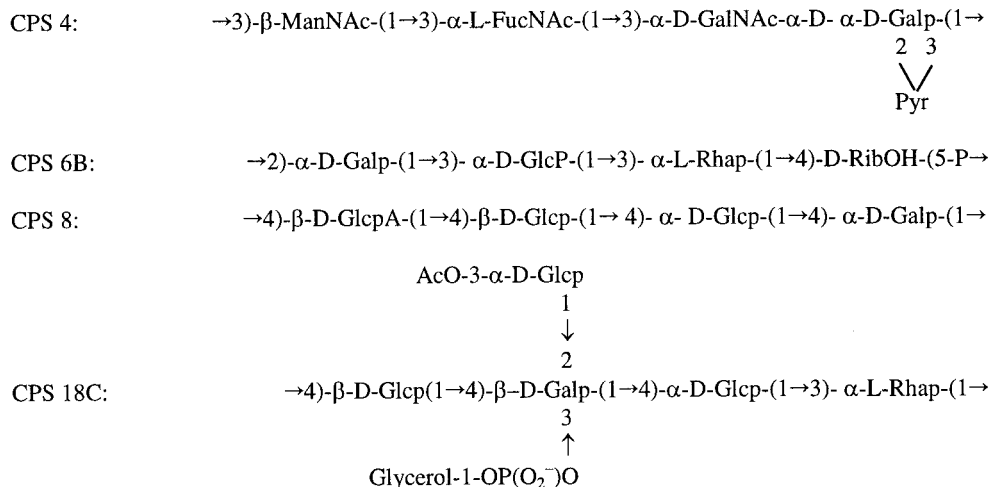 CPS 4: →3)-β-ManNAc-(1→3)-α-L-FucNAc-(1→3)-α-D-GalNAc-α-D- α-D-Galp-(1→
2 3
Pyr
CPS 6B: →2)-α-D-Galp-(1→3)- α-D-GlcP-(1→3)- α-L-Rhap-(1→4)-D-RibOH-(5-P→
CPS 8: →4)-β-D-GlcpA-(1→4)-β-D-Glcp-(1→ 4)- α- D-Glcp-(1→4)- α-D-Galp-(1→
AcO-3-α-D-Glcp
1
↓
2
CPS 18C: →4)-β-D-Glcp(1→4)-β–D-Galp-(1→4)-α-D-Glcp-(1→3)- α-L-Rhap-(1→
3
↑
Glycerol-1-OP(O₂⁻)O